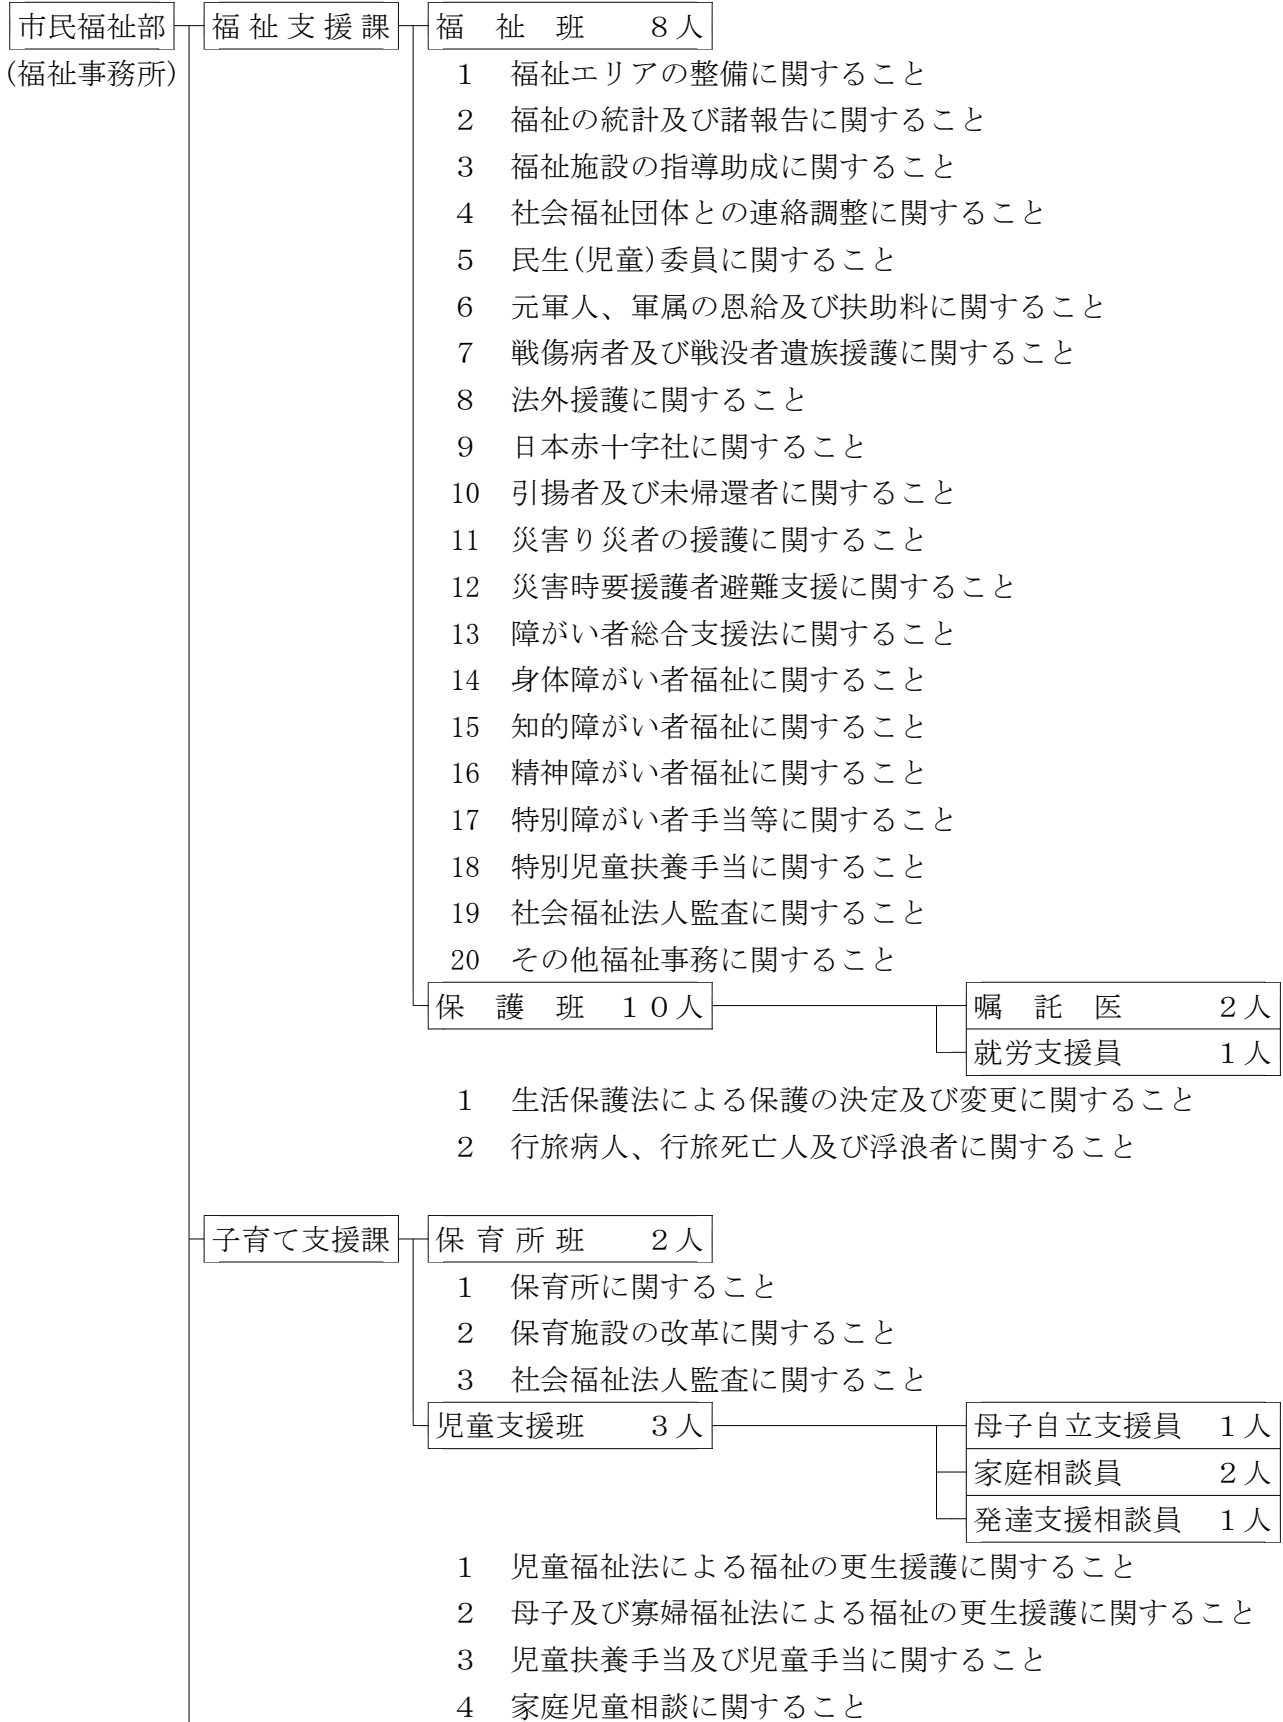 市民福祉部 福祉支援課 福祉班 8人
(福祉事務所)
1 福祉エリアの整備に関すること
2 福祉の統計及び諸報告に関すること
3 福祉施設の指導助成に関すること
4 社会福祉団体との連絡調整に関すること
5 民生(児童)委員に関すること
6 元軍人、軍属の恩給及び扶助料に関すること
7 戦傷病者及び戦没者遺族援護に関すること
8 法外援護に関すること
9 日本赤十字社に関すること
10 引揚者及び未帰還者に関すること
11 災害り災者の援護に関すること
12 災害時要援護者避難支援に関すること
13 障がい者総合支援法に関すること
14 身体障がい者福祉に関すること
15 知的障がい者福祉に関すること
16 精神障がい者福祉に関すること
17 特別障がい者手当等に関すること
18 特別児童扶養手当に関すること
19 社会福祉法人監査に関すること
20 その他福祉事務に関すること
保護班 10人 嘱託医 2人
就労支援員 1人
1 生活保護法による保護の決定及び変更に関すること
2 行旅病人、行旅死亡人及び浮浪者に関すること
子育て支援課 保育所班 2人
1 保育所に関すること
2 保育施設の改革に関すること
3 社会福祉法人監査に関すること
児童支援班 3人 母子自立支援員 1人
家庭相談員 2人
発達支援相談員 1人
1 児童福祉法による福祉の更生援護に関すること
2 母子及び寡婦福祉法による福祉の更生援護に関すること
3 児童扶養手当及び児童手当に関すること
4 家庭児童相談に関すること